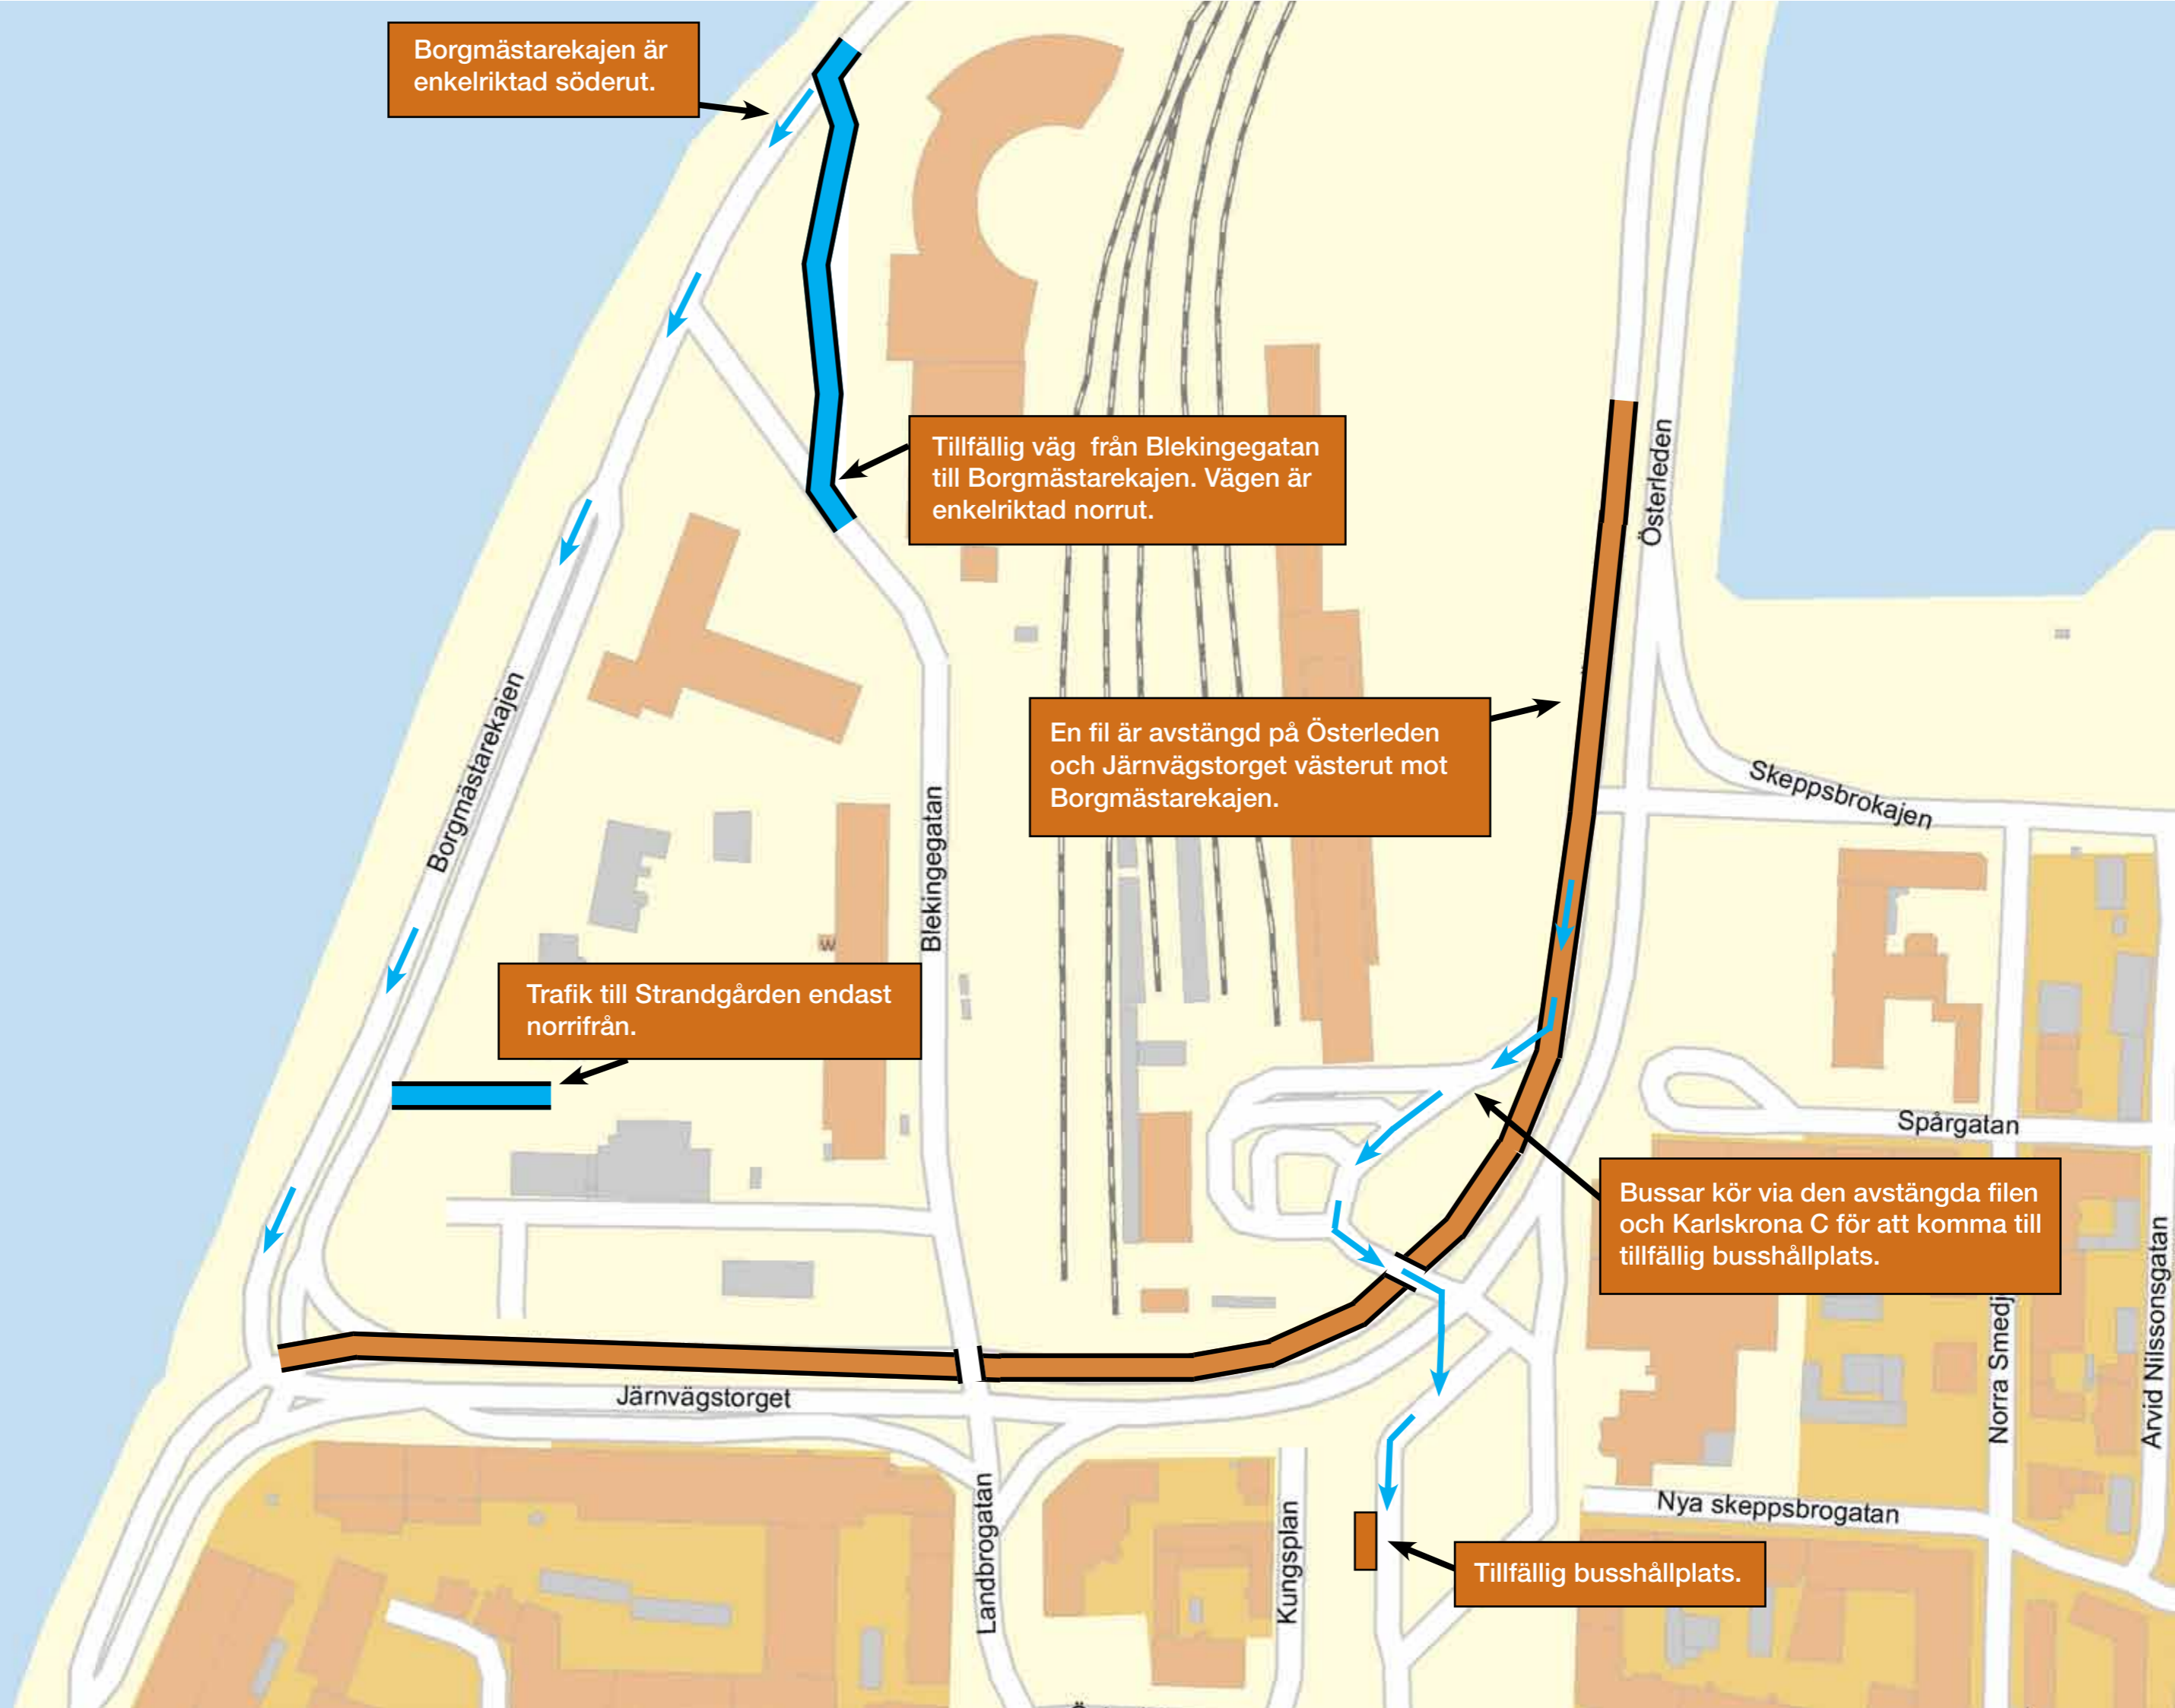 Borgmästarekajen är
enkelriktad söderut.
Tillfällig väg från Blekingegatan
till Borgmästarekajen. Vägen är
enkelriktad norrut.
Österleden
En fil är avstängd på Österleden
och Järnvägstorget västerut mot
Borgmästarekajen.
Skeppsbrokajen
Borgmästarekajen
Blekingegatan
W
Trafik till Strandgården endast
norrifrån.
Spårgatan
Bussar kör via den avstängda filen
och Karlskrona C för att komma till
tillfällig busshållplats.
Norra Smedj
Arvid Nilssonsgatan
Järnvägstorget
Landbrogatan
Kungsplan
Nya skeppsbrogatan
Tillfällig busshållplats.